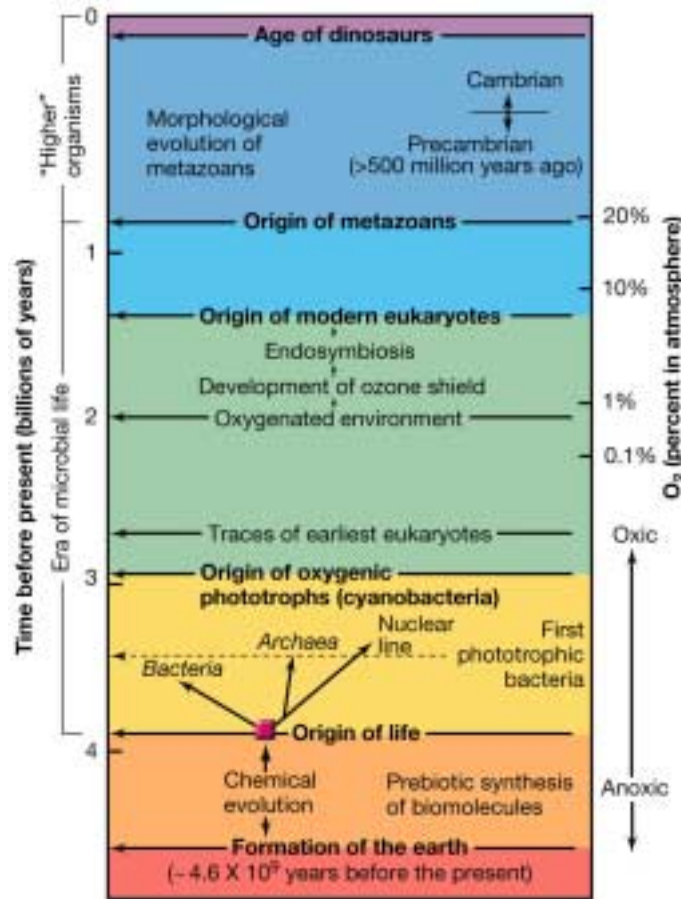 Time before present (billions of years)
"Higher"
organisms
Era of microbial life
0
1
2
3
4
Age of dinosaurs
Cambrian
Morphological
evolution of
metazoans
Precambrian
(>500 million years ago)
Origin of metazoans
Origin of modern eukaryotes
Endosymbiosis
Development of ozone shield
Oxygenated environment
Traces of earliest eukaryotes
Origin of oxygenic
phototrophs (cyanobacteria)
Nuclear
line
Archaea
Bacteria
First
phototrophic
bacteria
Origin of life
Chemical
evolution
Prebiotic synthesis
of biomolecules
Formation of the earth
(~4.6 X 10⁹ years before the present)
20%
10%
1%
0.1%
O₂ (percent in atmosphere)
Oxic
Anoxic